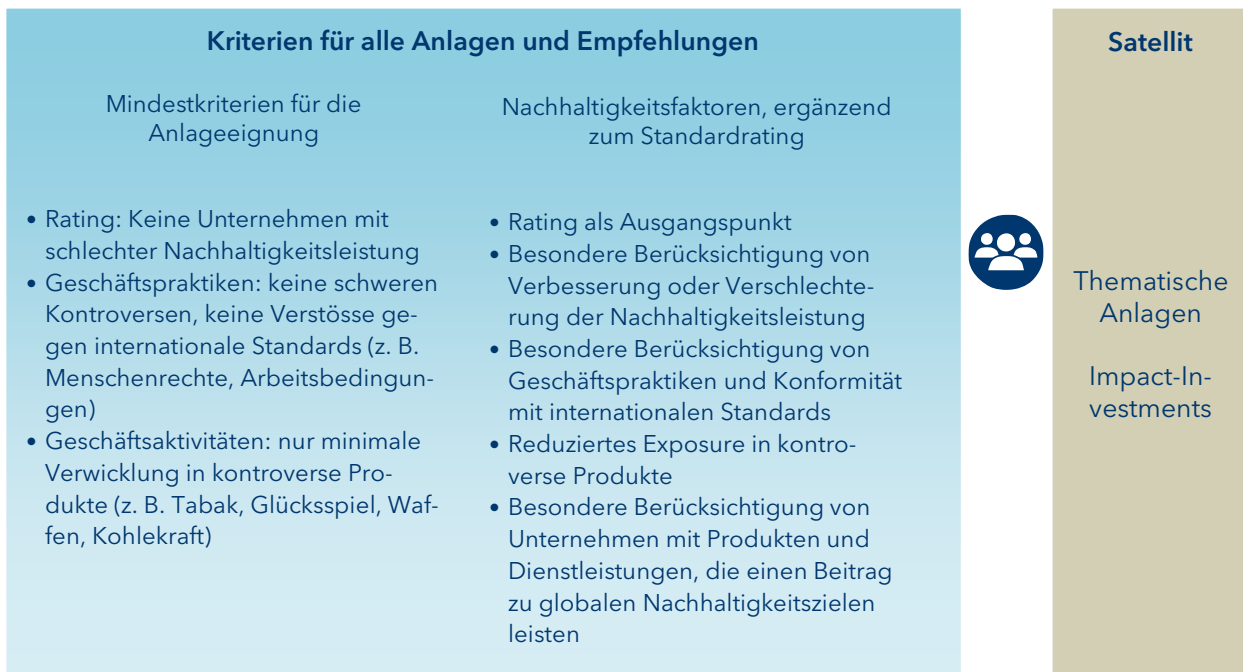 Kriterien für alle Anlagen und Empfehlungen
Mindestkriterien für die
Anlageeignung
• Rating: Keine Unternehmen mit
schlechter Nachhaltigkeitsleistung
• Geschäftspraktiken: keine schweren
Kontroversen, keine Verstösse ge-
gen internationale Standards (z. B.
Menschenrechte, Arbeitsbedingun-
gen)
• Geschäftsaktivitäten: nur minimale
Verwicklung in kontroverse Pro-
dukte (z. B. Tabak, Glücksspiel, Waf-
fen, Kohlekraft)
Nachhaltigkeitsfaktoren, ergänzend
zum Standardrating
• Rating als Ausgangspunkt
• Besondere Berücksichtigung von
Verbesserung oder Verschlechte-
rung der Nachhaltigkeitsleistung
• Besondere Berücksichtigung von
Geschäftspraktiken und Konformität
mit internationalen Standards
• Reduziertes Exposure in kontro-
verse Produkte
• Besondere Berücksichtigung von
Unternehmen mit Produkten und
Dienstleistungen, die einen Beitrag
zu globalen Nachhaltigkeitszielen
leisten
Satellit
Thematische
Anlagen
Impact-In-
vestments